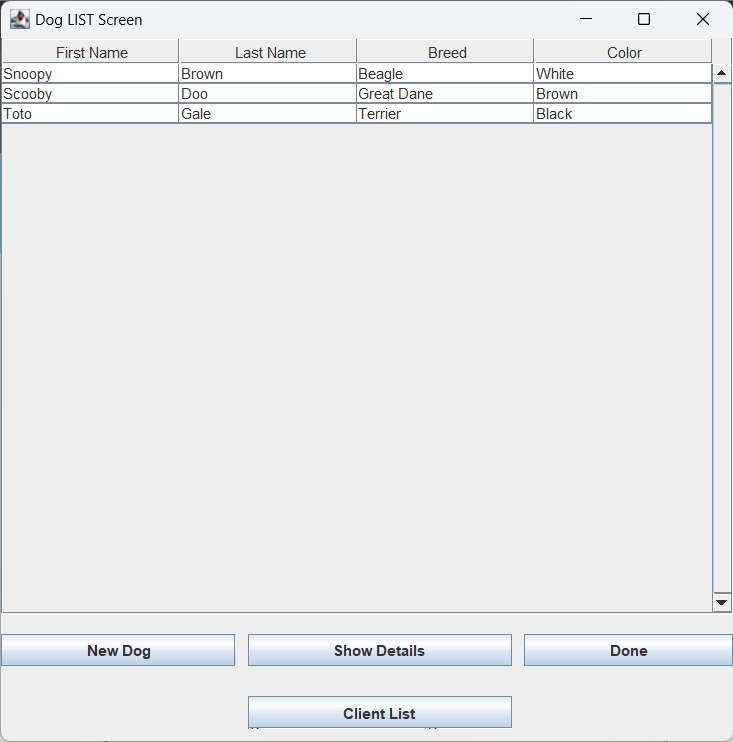 Dog LIST Screen
First Name Last Name Breed Color
Snoopy Brown Beagle White
Scooby Doo Great Dane Brown
Toto Gale Terrier Black
New Dog Show Details Done
Client List